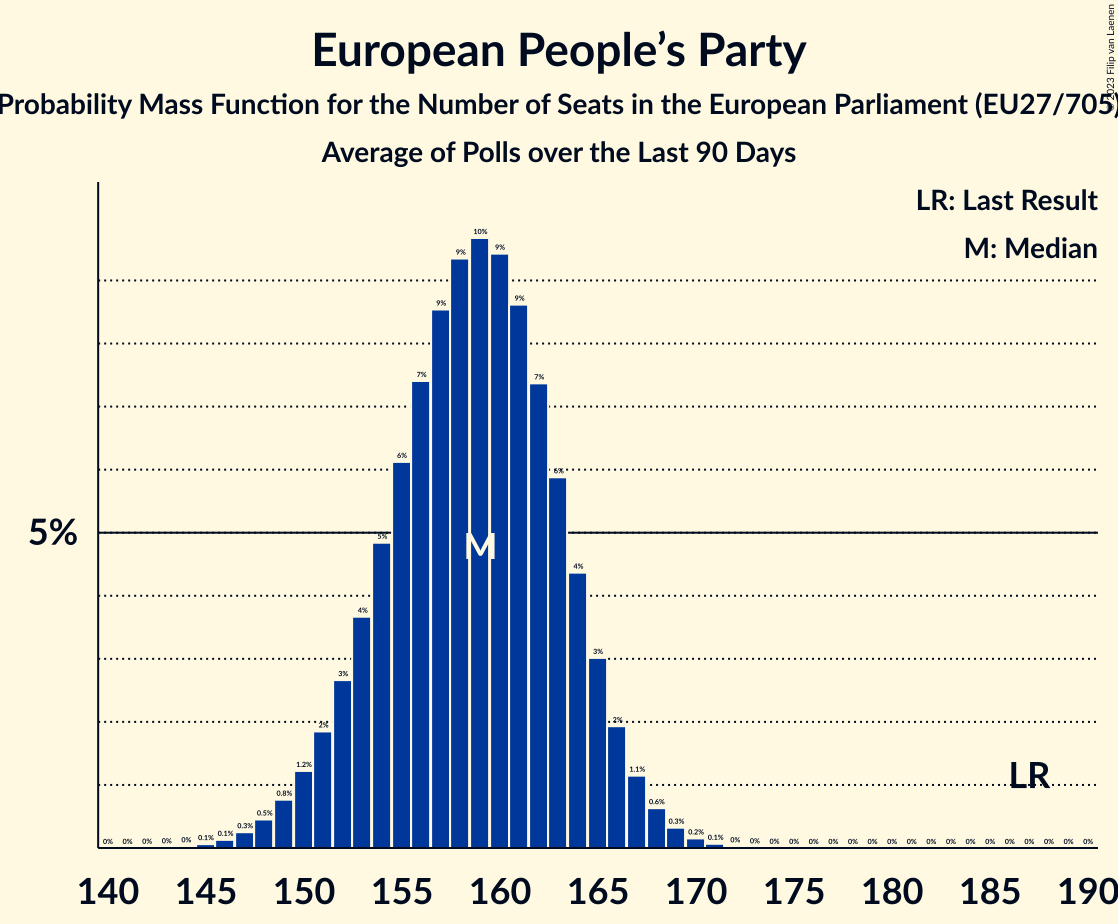 European People’s Party
Probability Mass Function for the Number of Seats in the European Parliament (EU27/705)
Average of Polls over the Last 90 Days
© 2023 Filip van Laenen
LR: Last Result
M: Median
5%
0% 0% 0% 0% 0% 0.1% 0.1% 0.3% 0.5% 0.8% 1.2% 2% 3% 4% 5% 6% 7% 9% 9% 10% 9% 9% 7% 6% 4% 3% 2% 1.1% 0.6% 0.3% 0.2% 0.1% 0% 0% 0% 0% 0% 0% 0% 0% 0% 0% 0% 0% 0% 0% 0% 0% 0% 0% 0%
M
LR
140 145 150 155 160 165 170 175 180 185 190